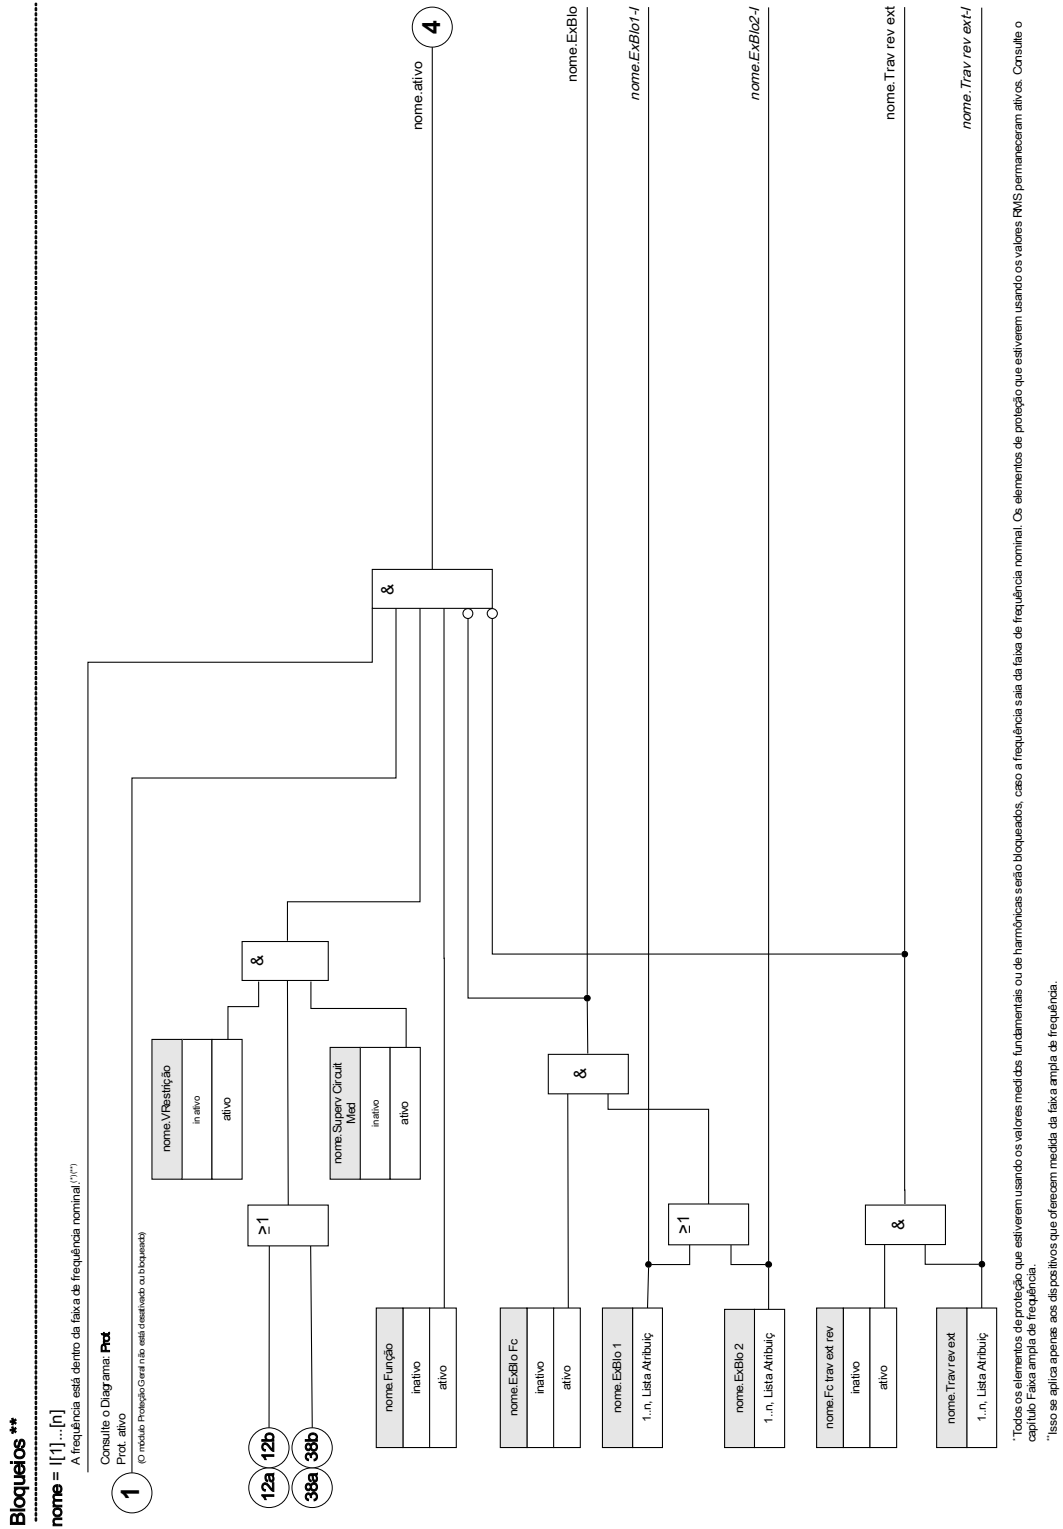 Bloqueios **
nome = I[1]...[n]
A frequência está dentro da faixa de frequência nominal.(*)(**)
Consulte o Diagrama: Prot
Prot. ativo
(O módulo Proteção Geral não está desativado ou bloqueado)
1
12a
12b
38a
38b
≥1
nome.VRestrição
inativo
ativo
nome.Superv Circuit
Med
inativo
ativo
&
&
nome.ativo
4
nome.Função
inativo
ativo
nome.ExBlo Fc
inativo
ativo
&
nome.ExBlo
nome.ExBlo 1
1..n, Lista Atribuiç
nome.ExBlo1-I
≥1
nome.ExBlo 2
1..n, Lista Atribuiç
nome.ExBlo2-I
nome.Fc trav ext rev
inativo
ativo
&
nome.Trav rev ext
nome.Trav rev ext
1..n, Lista Atribuiç
nome.Trav rev ext-I
*Todos os elementos de proteção que estiverem usando os valores medidos fundamentais ou de harmônicas serão bloqueados, caso a frequência saia da faixa de frequência nominal. Os elementos de proteção que estiverem usando os valores RMS permaneceram ativos. Consulte o
capítulo Faixa ampla de frequência.
**Isso se aplica apenas aos dispositivos que oferecem medida da faixa ampla de frequência.